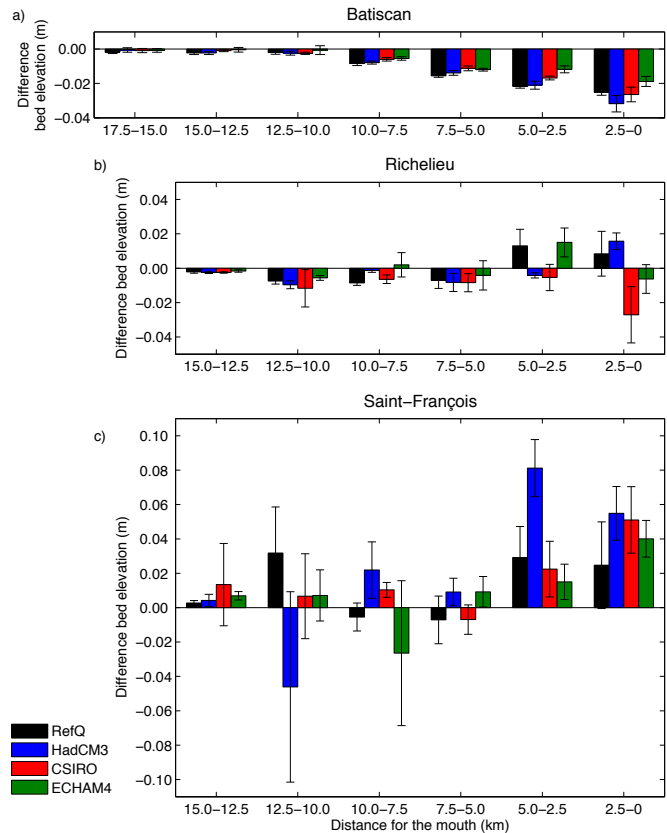 a)
Batiscan
Difference
bed elevation (m)
0.00
−0.02
−0.04
17.5−15.0 15.0−12.5 12.5−10.0 10.0−7.5 7.5−5.0 5.0−2.5 2.5−0
b)
Richelieu
Difference bed elevation (m)
0.04
0.02
0.00
−0.02
−0.04
15.0−12.5 12.5−10.0 10.0−7.5 7.5−5.0 5.0−2.5 2.5−0
Saint−François
c)
Difference bed elevation (m)
0.10
0.08
0.06
0.04
0.02
0.00
−0.02
−0.04
−0.06
−0.08
−0.10
15.0−12.5 12.5−10.0 10.0−7.5 7.5−5.0 5.0−2.5 2.5−0
Distance for the mouth (km)
RefQ
HadCM3
CSIRO
ECHAM4